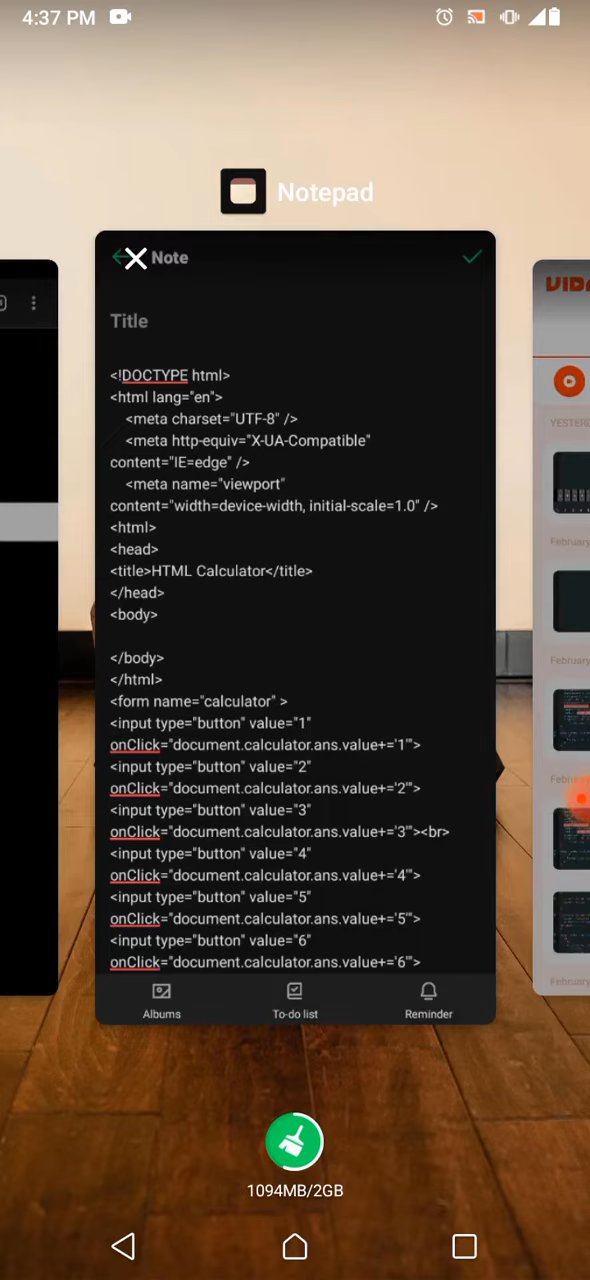 4:37 PM
Notepad
Note
Title
<!DOCTYPE html>
<html lang="en">
<meta charset="UTF-8" />
<meta http-equiv="X-UA-Compatible"
content="IE=edge" />
<meta name="viewport"
content="width=device-width, initial-scale=1.0" />
<html>
<head>
<title>HTML Calculator</title>
</head>
<body>
</body>
</html>
<form name="calculator" >
<input type="button" value="1"
onClick="document.calculator.ans.value+='1'">
<input type="button" value="2"
onClick="document.calculator.ans.value+='2'">
<input type="button" value="3"
onClick="document.calculator.ans.value+='3'"><br>
<input type="button" value="4"
onClick="document.calculator.ans.value+='4'">
<input type="button" value="5"
onClick="document.calculator.ans.value+='5'">
<input type="button" value="6"
onClick="document.calculator.ans.value+='6'">
Albums
To-do list
Reminder
YESTERD
February
February
February
February
1094MB/2GB